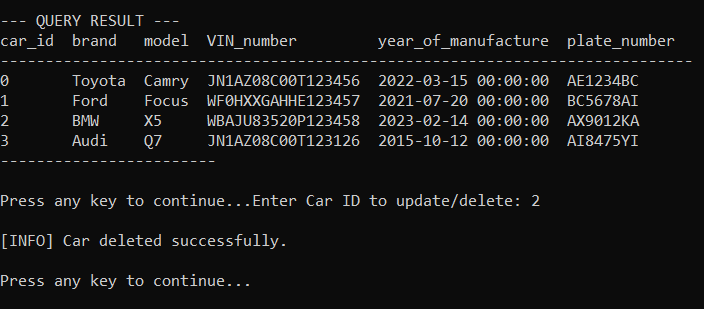 --- QUERY RESULT ---
car_id  brand   model  VIN_number         year_of_manufacture  plate_number
-----------------------------------------------------------------------------
0       Toyota  Camry  JN1AZ08C00T123456  2022-03-15 00:00:00  AE1234BC
1       Ford    Focus  WF0HXXGAHHE123457  2021-07-20 00:00:00  BC5678AI
2       BMW     X5     WBAJU83520P123458  2023-02-14 00:00:00  AX9012KA
3       Audi    Q7     JN1AZ08C00T123126  2015-10-12 00:00:00  AI8475YI
------------------------
Press any key to continue...Enter Car ID to update/delete: 2
[INFO] Car deleted successfully.
Press any key to continue...